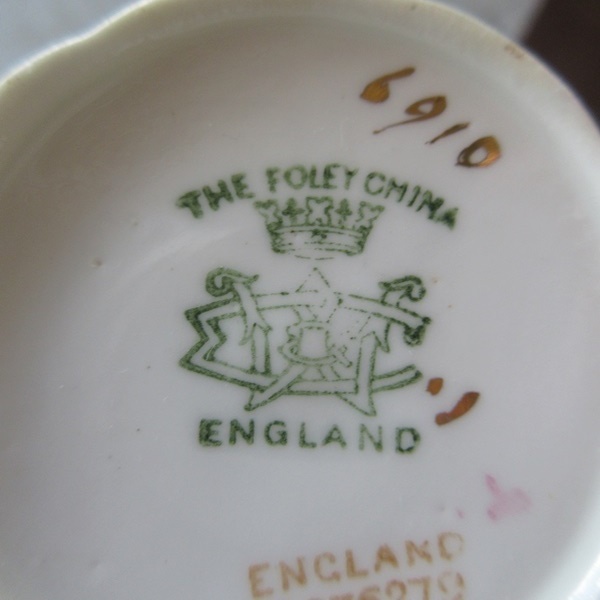 6910
THE FOLEY CHINA
ENGLAND
ENGLAND